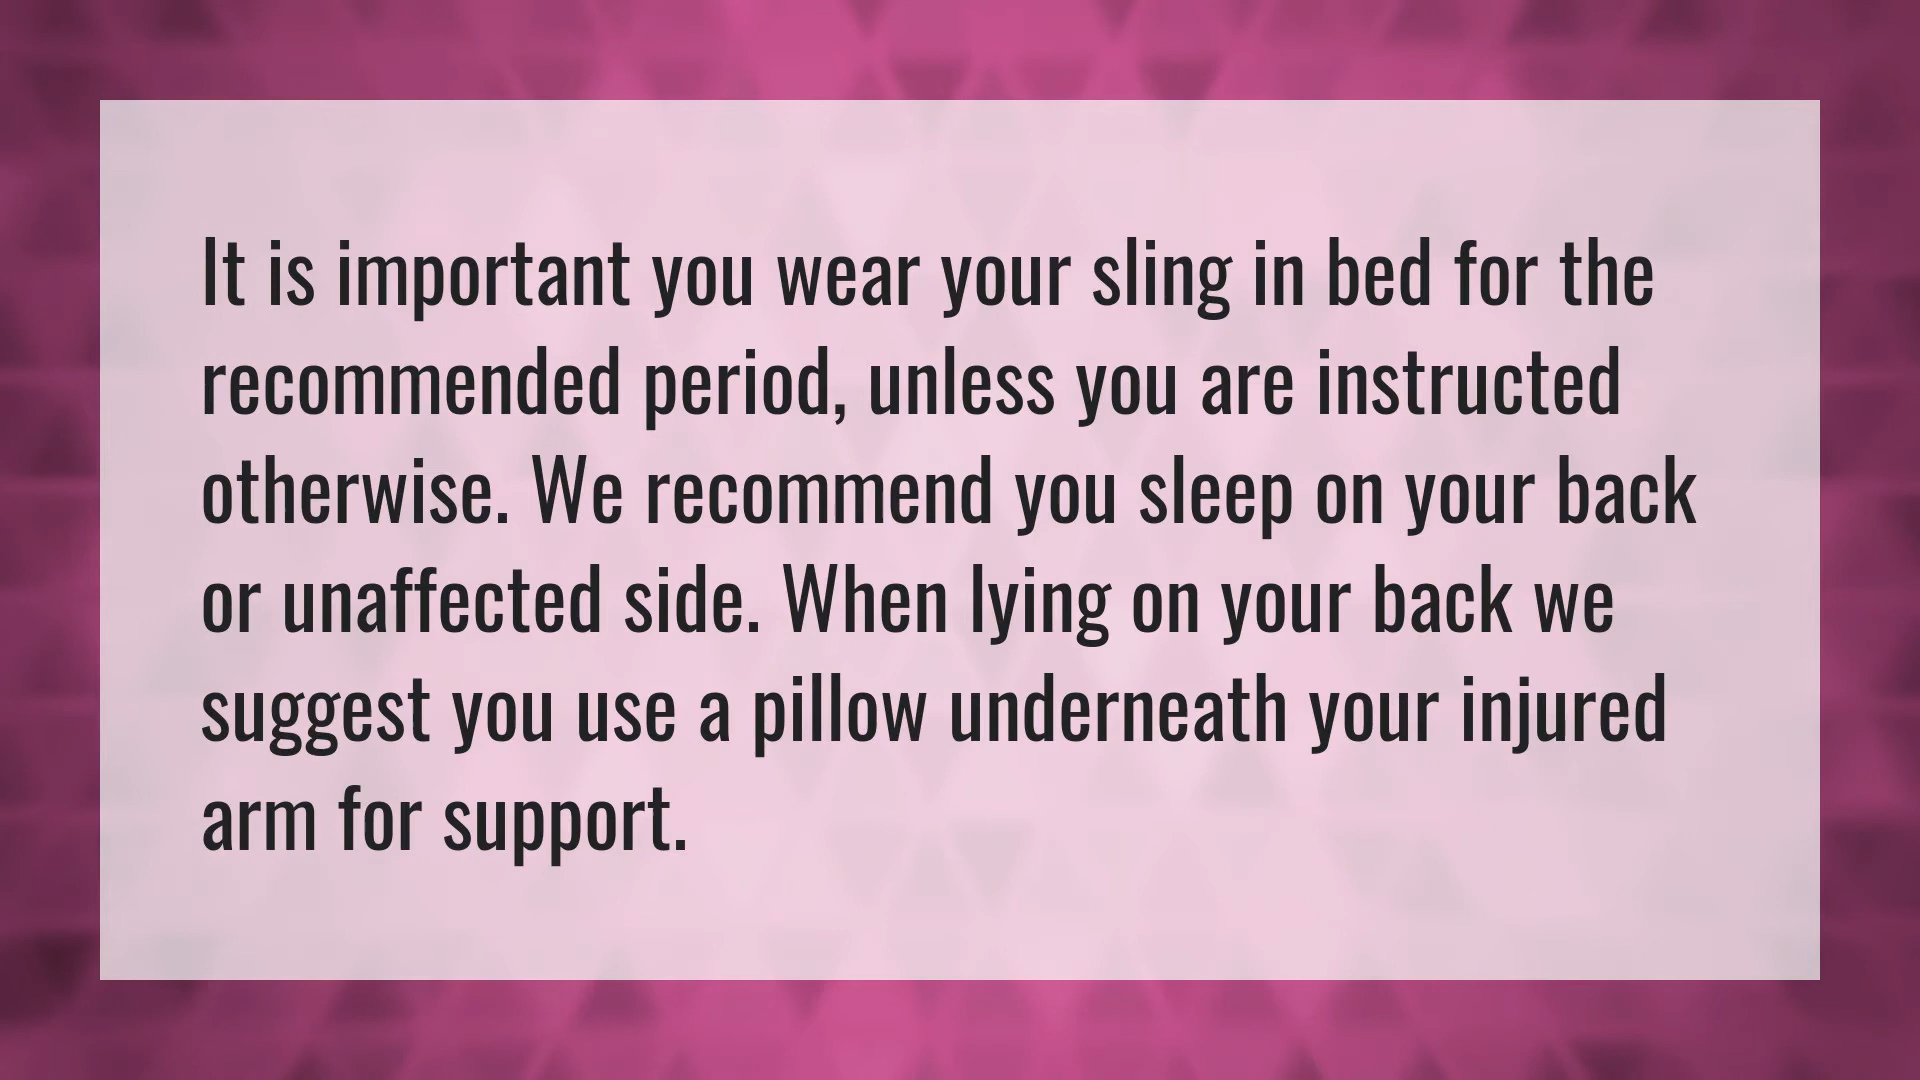 It is important you wear your sling in bed for the
recommended period, unless you are instructed
otherwise. We recommend you sleep on your back
or unaffected side. When lying on your back we
suggest you use a pillow underneath your injured
arm for support.